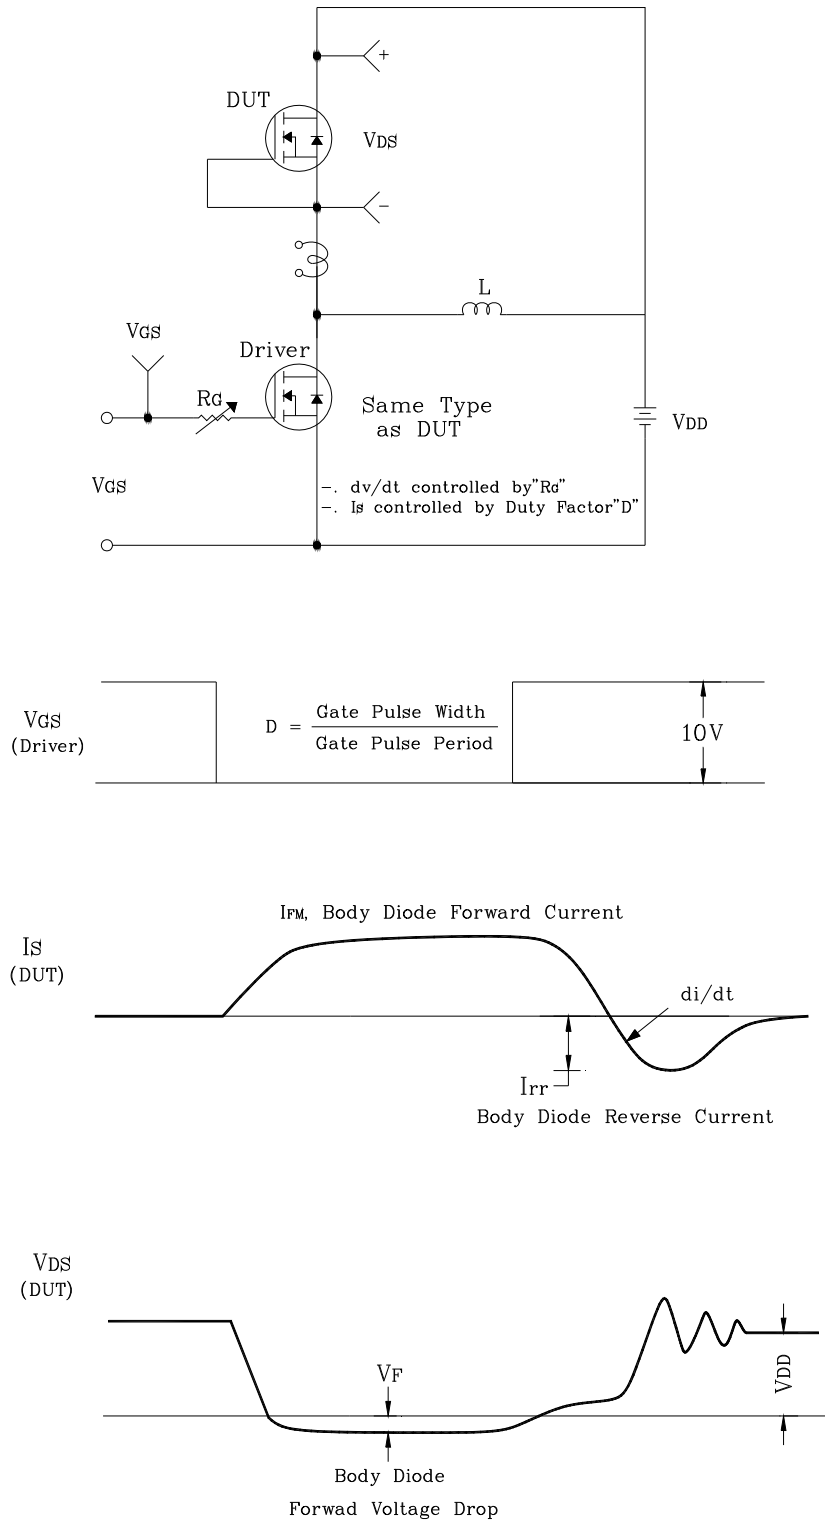 +
DUT
VDS
−
L
VGS
Driver
RG
Same Type
as DUT
VDD
VGS
−. dv/dt controlled by"RG"
−. Is controlled by Duty Factor"D"
VGS
(Driver)
D = Gate Pulse Width
Gate Pulse Period
10V
IFM, Body Diode Forward Current
IS
(DUT)
di/dt
Irr
Body Diode Reverse Current
VDS
(DUT)
VF
VDD
Body Diode
Forwad Voltage Drop